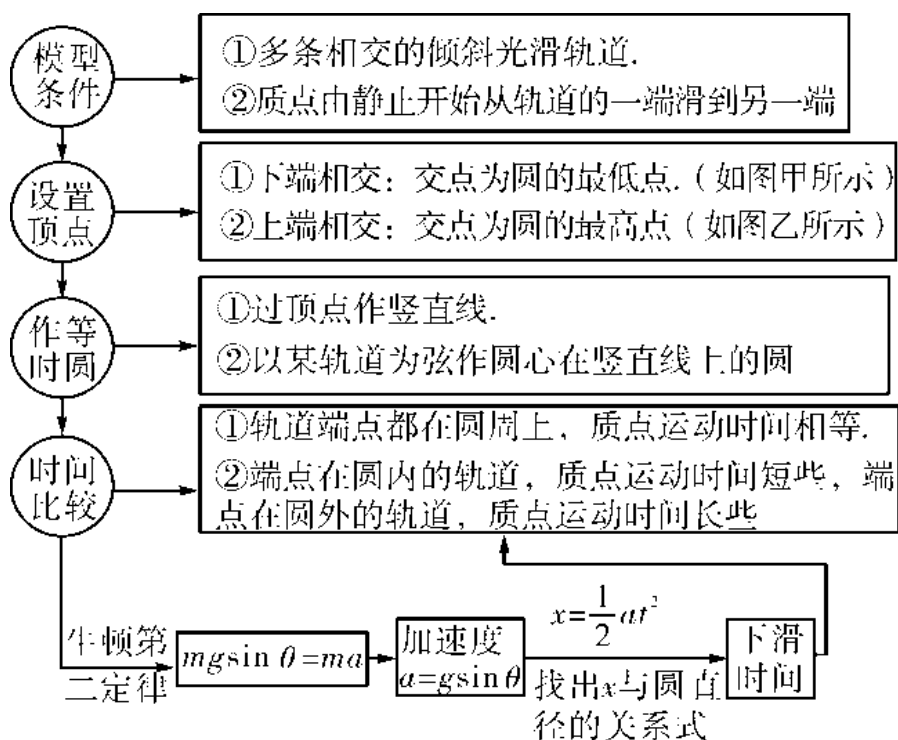 模型
条件
①多条相交的倾斜光滑轨道.
②质点由静止开始从轨道的一端滑到另一端
设置
顶点
①下端相交：交点为圆的最低点.（如图甲所示）
②上端相交：交点为圆的最高点（如图乙所示）
作等
时圆
①过顶点作竖直线.
②以某轨道为弦作圆心在竖直线上的圆
时间
比较
①轨道端点都在圆周上，质点运动时间相等.
②端点在圆内的轨道，质点运动时间短些，端
点在圆外的轨道，质点运动时间长些
牛顿第
二定律
mgsin θ=ma
加速度
a=gsin θ
x=\frac{1}{2}at²
找出x与圆直
径的关系式
下滑
时间